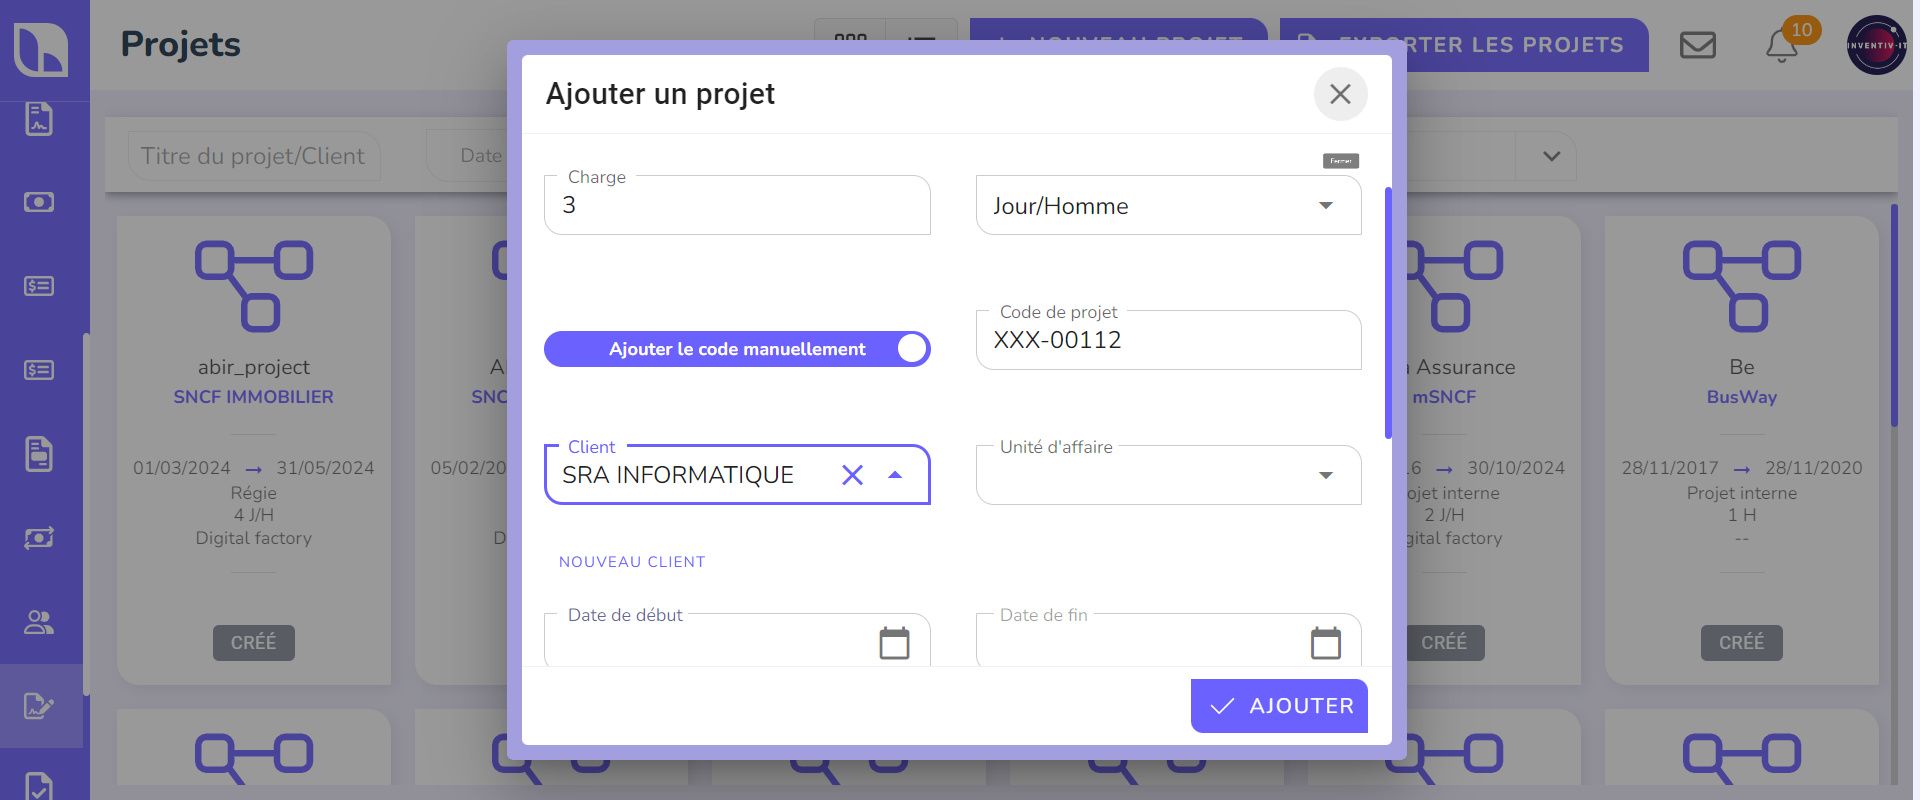 Projets
NOUVEAU PROJET
EXPORTER LES PROJETS
10
INVENTIV-IT
Titre du projet/Client
Date
Ajouter un projet
Fermer
Charge
3
Jour/Homme
Ajouter le code manuellement
Code de projet
XXX-00112
Client
SRA INFORMATIQUE
Unité d'affaire
NOUVEAU CLIENT
Date de début
Date de fin
AJOUTER
abir_project
SNCF IMMOBILIER
01/03/2024 → 31/05/2024
Régie
4 J/H
Digital factory
CRÉÉ
A
SNC
05/02/20
D
Assurance
mSNCF
16 → 30/10/2024
ojet interne
2 J/H
gital factory
CRÉÉ
Be
BusWay
28/11/2017 → 28/11/2020
Projet interne
1 H
--
CRÉÉ